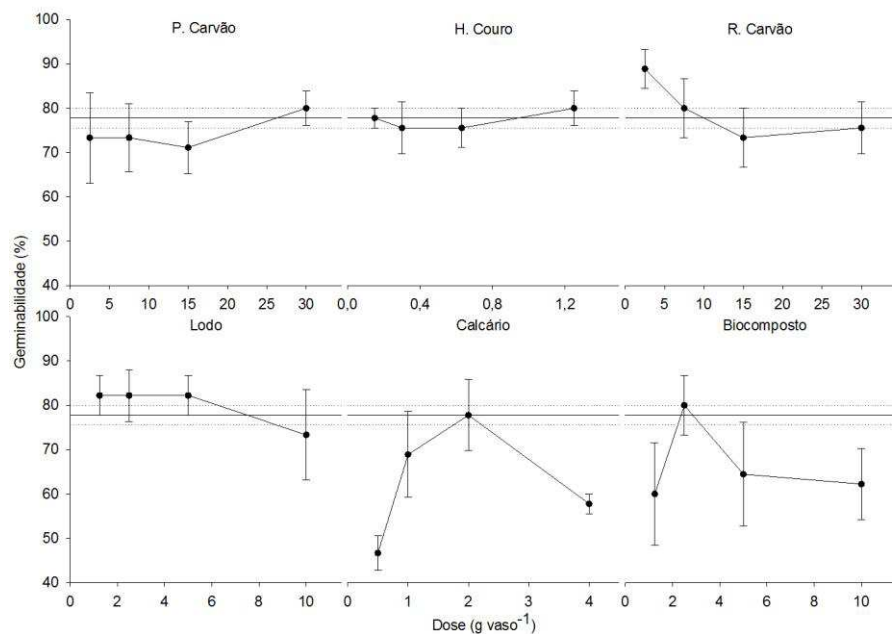 P. Carvão
H. Couro
R. Carvão
100
90
80
70
60
50
40
0 5 10 15 20 25 30
0,0 0,4 0,8 1,2
0 5 10 15 20 25 30
Germinabilidade (%)
Lodo
Calcário
Biocomposto
100
90
80
70
60
50
40
0 2 4 6 8 10
0 1 2 3 4
0 2 4 6 8 10
Dose (g vaso-1)